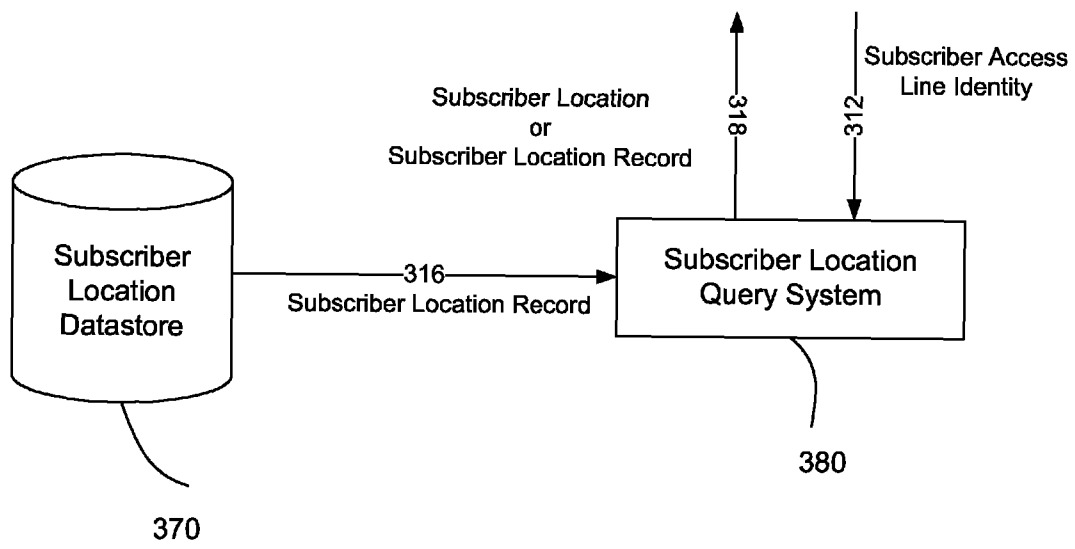 Subscriber Access
Line Identity
Subscriber Location
or
Subscriber Location Record
318
312
Subscriber
Location
Datastore
316
Subscriber Location Record
Subscriber Location
Query System
380
370